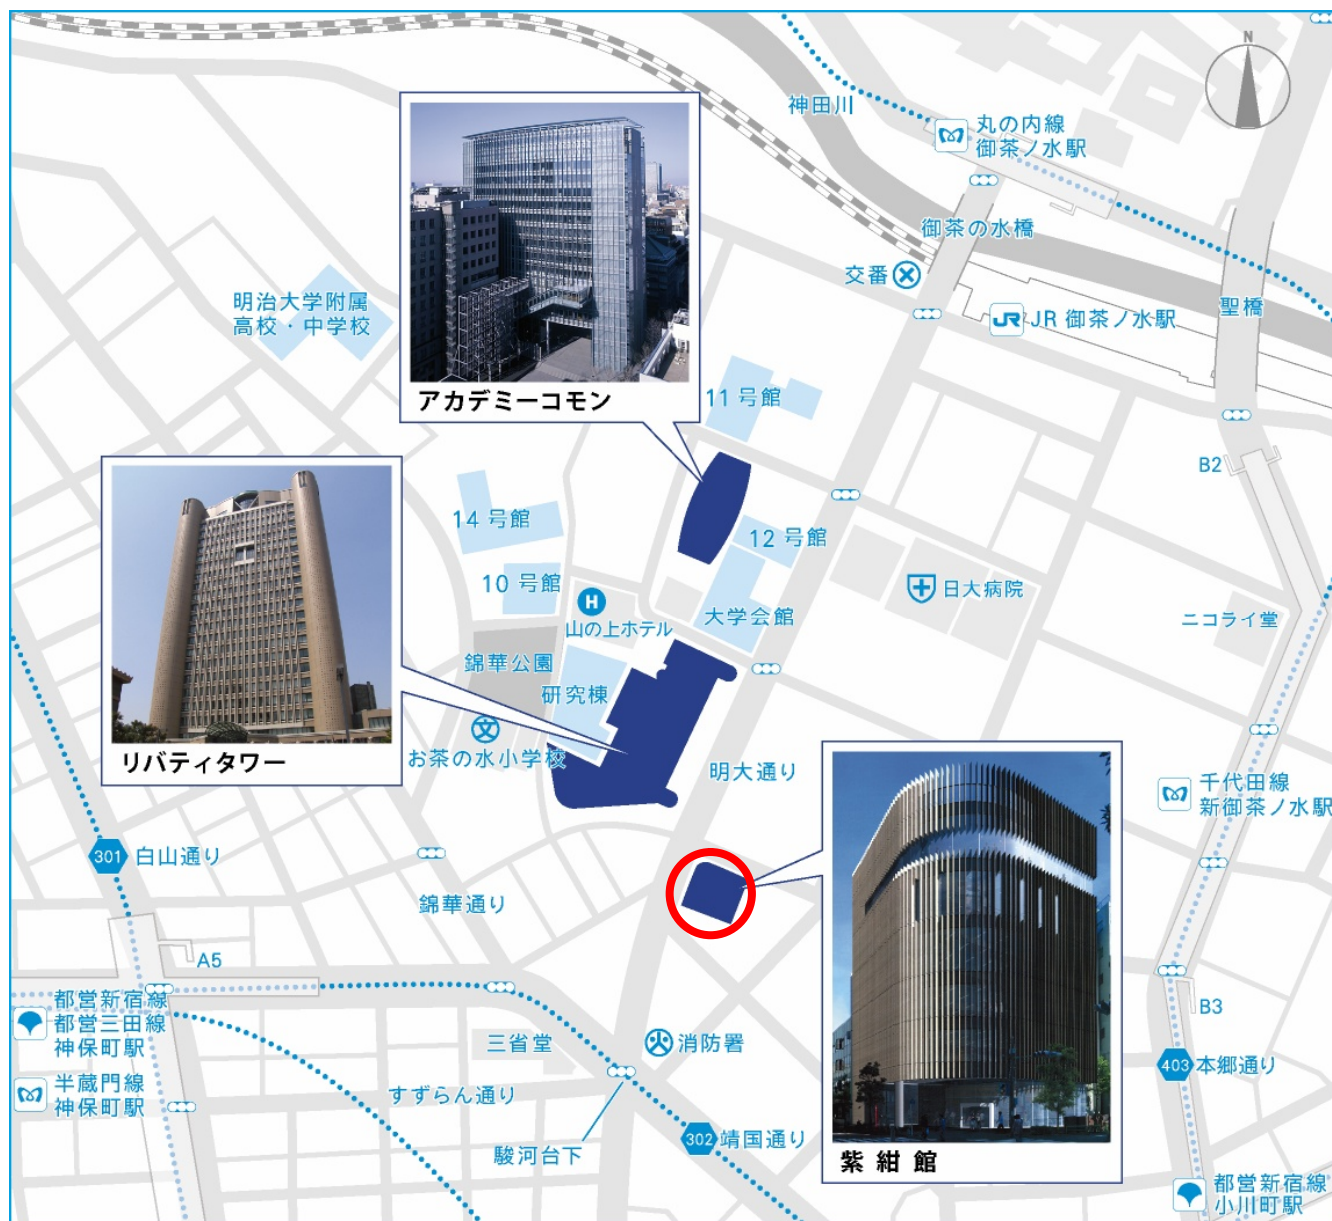 N
神田川
丸の内線
御茶ノ水駅
御茶の水橋
交番
聖橋
JR
JR 御茶ノ水駅
明治大学附属
高校・中学校
アカデミーコモン
11 号館
B2
14 号館
12 号館
10 号館
H
山の上ホテル
大学会館
日大病院
ニコライ堂
錦華公園
研究棟
文
お茶の水小学校
リバティタワー
明大通り
千代田線
新御茶ノ水駅
301
白山通り
錦華通り
A5
都営新宿線
都営三田線
神保町駅
半蔵門線
神保町駅
三省堂
消防署
すずらん通り
駿河台下
302
靖国通り
紫紺館
B3
403
本郷通り
都営新宿線
小川町駅